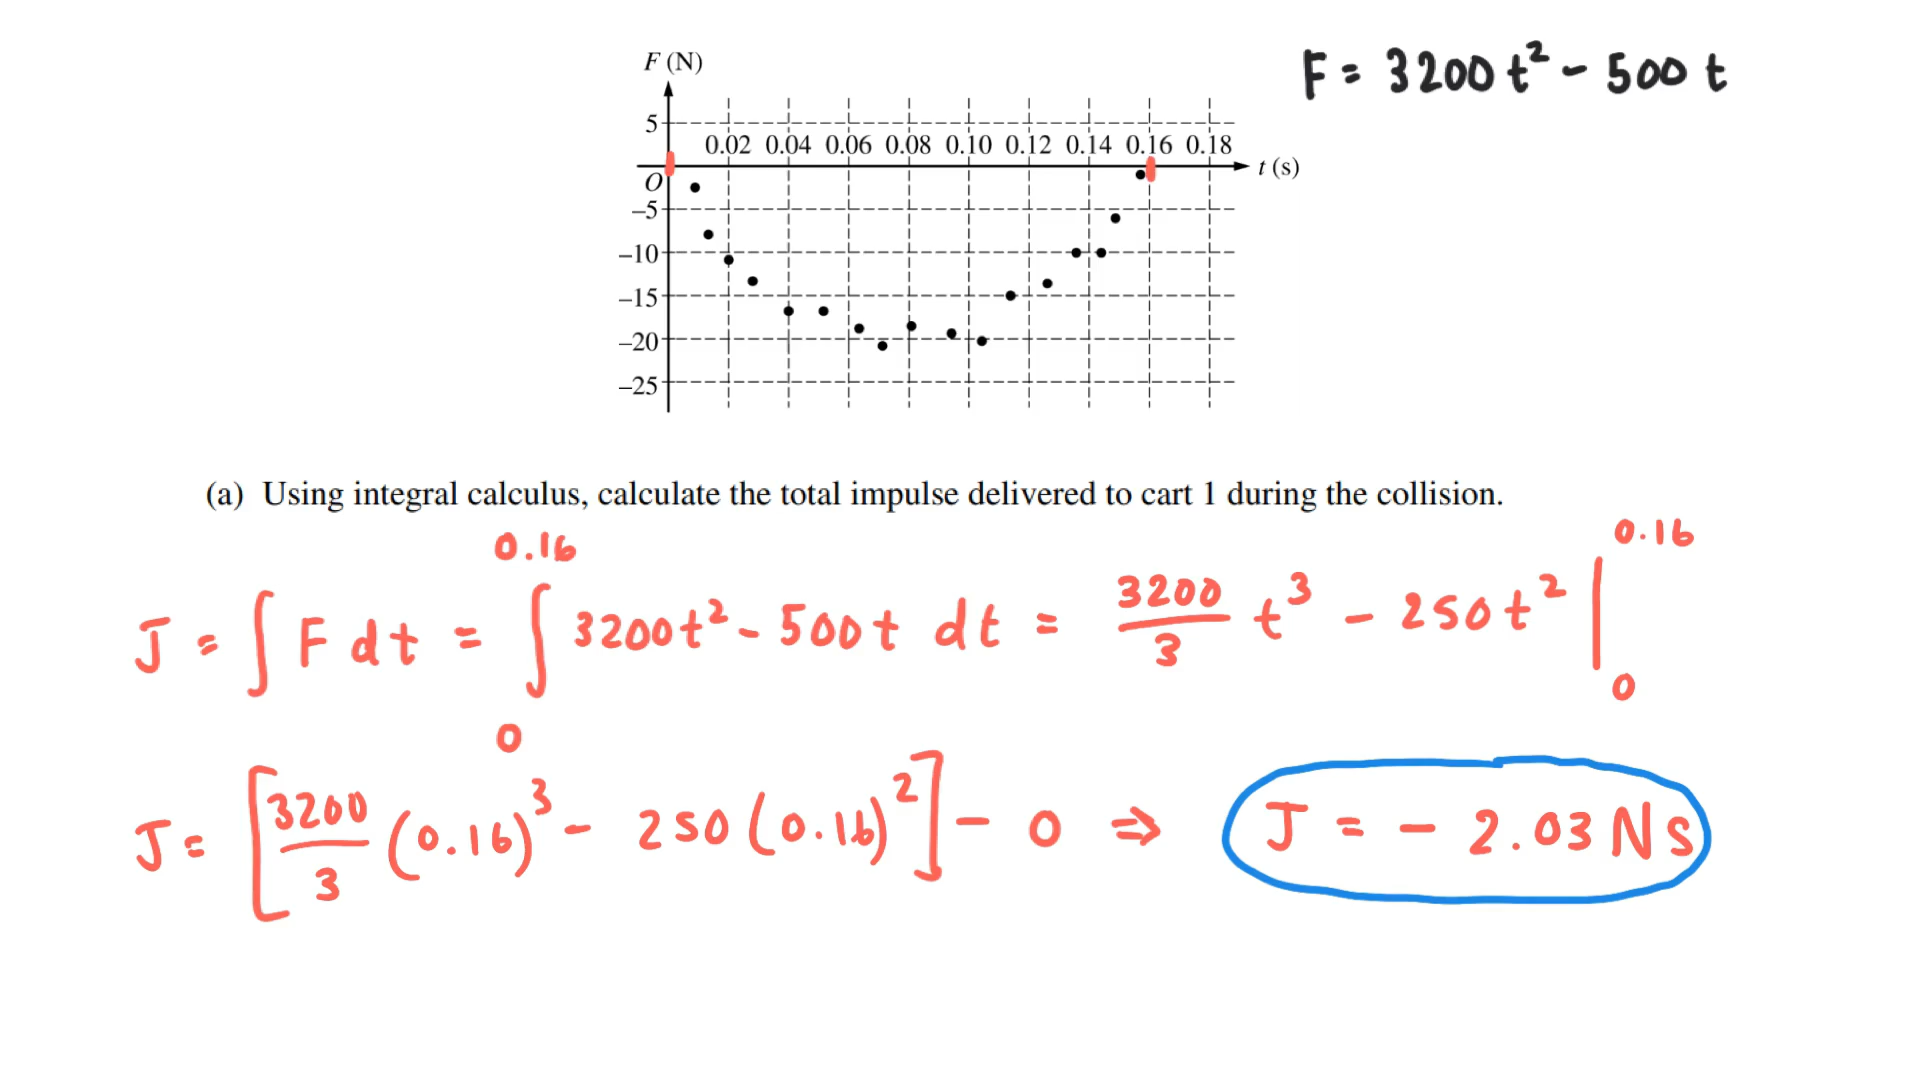 F (N)
F = 3200 t² - 500 t
5
0.02 0.04 0.06 0.08 0.10 0.12 0.14 0.16 0.18
t (s)
O
–5
–10
–15
–20
–25
(a) Using integral calculus, calculate the total impulse delivered to cart 1 during the collision.
J = ∫ F dt = ∫₀^0.16 3200t² - 500t dt = 3200/3 t³ - 250t² |₀^0.16
J = [3200/3 (0.16)³ - 250(0.16)²] - 0 ⇒ J = - 2.03 Ns